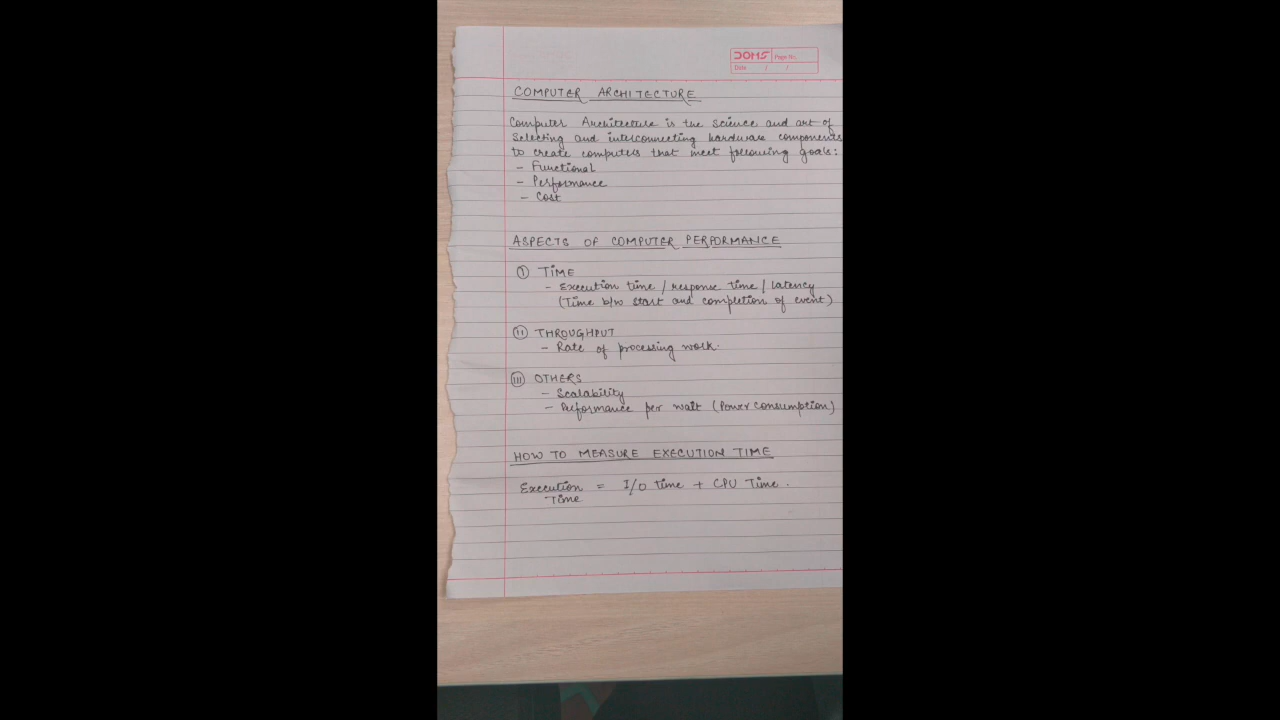 DOMS Page No.
Date / /
COMPUTER ARCHITECTURE
Computer Architecture is the science and art of
Selecting and interconnecting hardware components
to create computers that meet following goals:
- Functional
- Performance
- Cost
ASPECTS OF COMPUTER PERFORMANCE
(I) TIME
- Execution time / response time / latency
(Time b/w start and completion of event)
(II) THROUGHPUT
- Rate of processing work.
(III) OTHERS
- Scalability
- Performance per watt (Power consumption)
HOW TO MEASURE EXECUTION TIME
Execution = I/O time + CPU Time.
Time